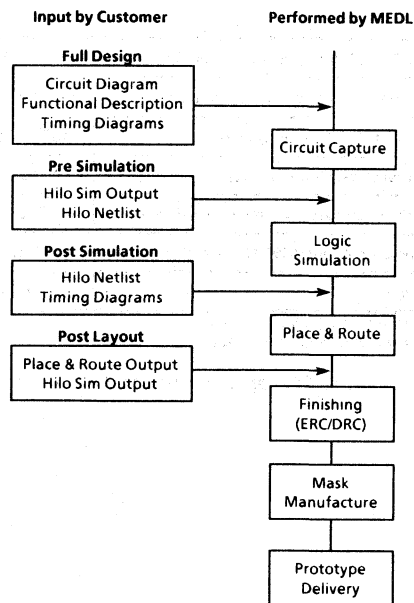 Input by Customer
Performed by MEDL
Full Design
Circuit Diagram
Functional Description
Timing Diagrams
Circuit Capture
Pre Simulation
Hilo Sim Output
Hilo Netlist
Logic
Simulation
Post Simulation
Hilo Netlist
Timing Diagrams
Place & Route
Post Layout
Place & Route Output
Hilo Sim Output
Finishing
(ERC/DRC)
Mask
Manufacture
Prototype
Delivery